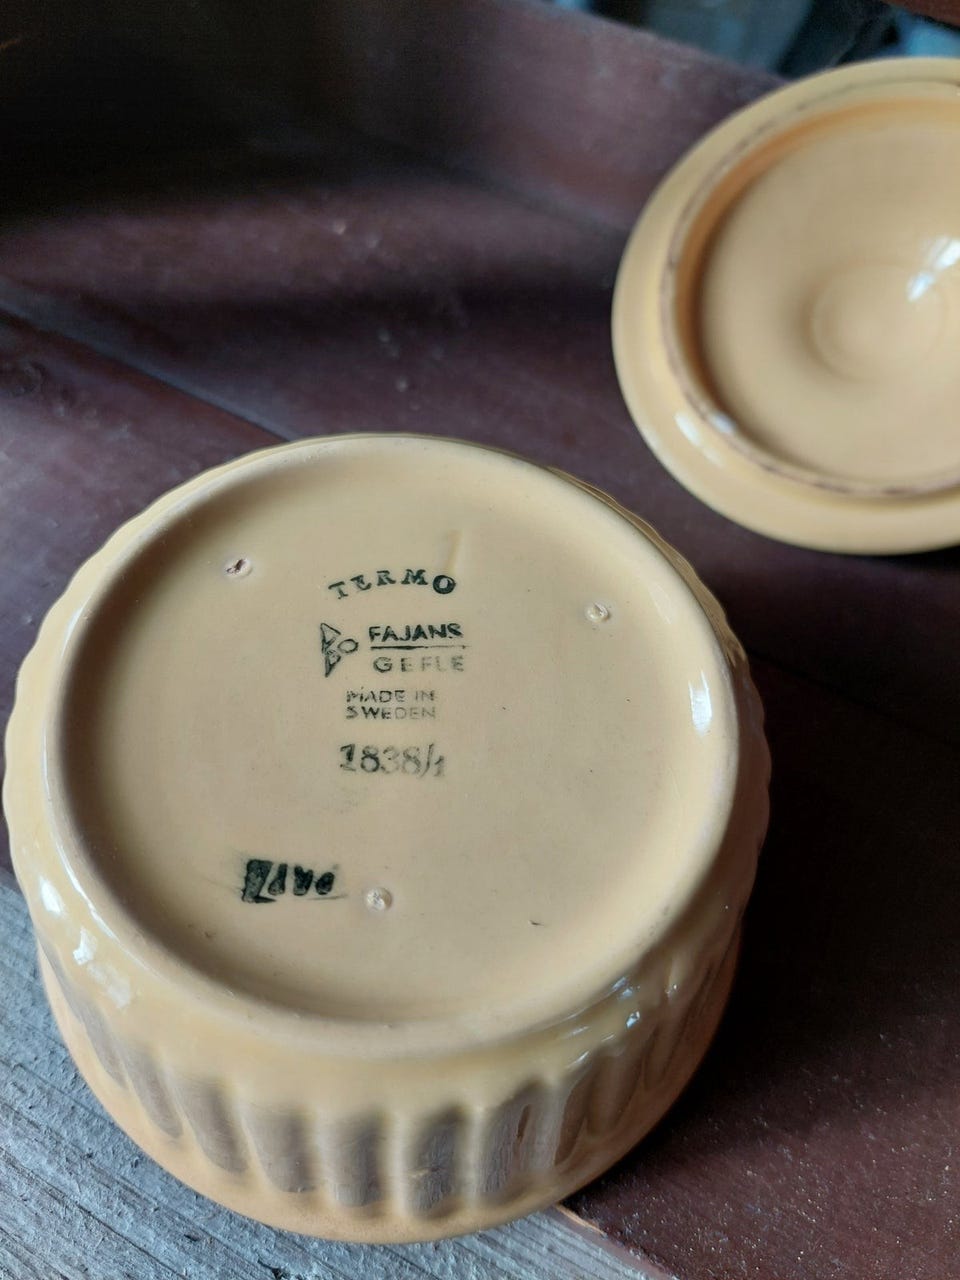 TERMO
FAJANS
GEFLE
MADE IN
SWEDEN
1838/1